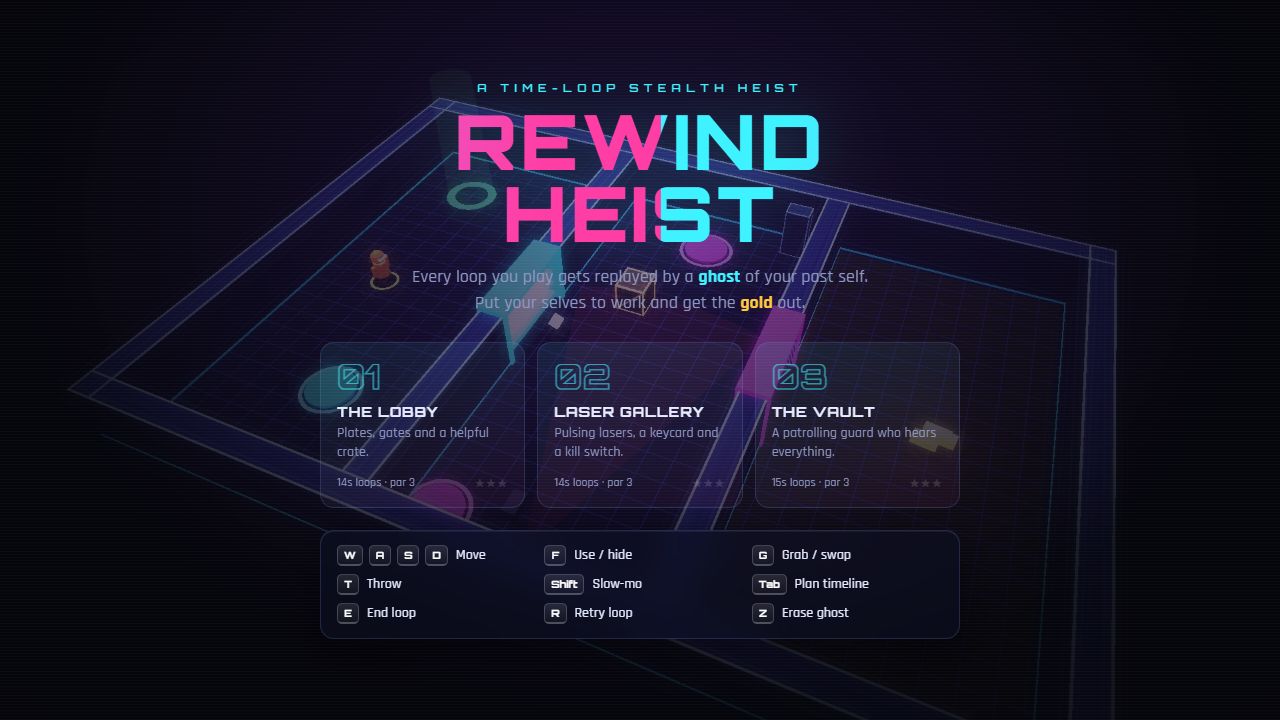 A TIME-LOOP STEALTH HEIST
REWIND
HEIST
Every loop you play gets replayed by a ghost of your past self.
Put your selves to work and get the gold out.
01
THE LOBBY
Plates, gates and a helpful
crate.
14s loops · par 3 ★★★
02
LASER GALLERY
Pulsing lasers, a keycard and
a kill switch.
14s loops · par 3 ★★★
03
THE VAULT
A patrolling guard who hears
everything.
15s loops · par 3 ★★★
W A S D Move
F Use / hide
G Grab / swap
T Throw
Shift Slow-mo
Tab Plan timeline
E End loop
R Retry loop
Z Erase ghost